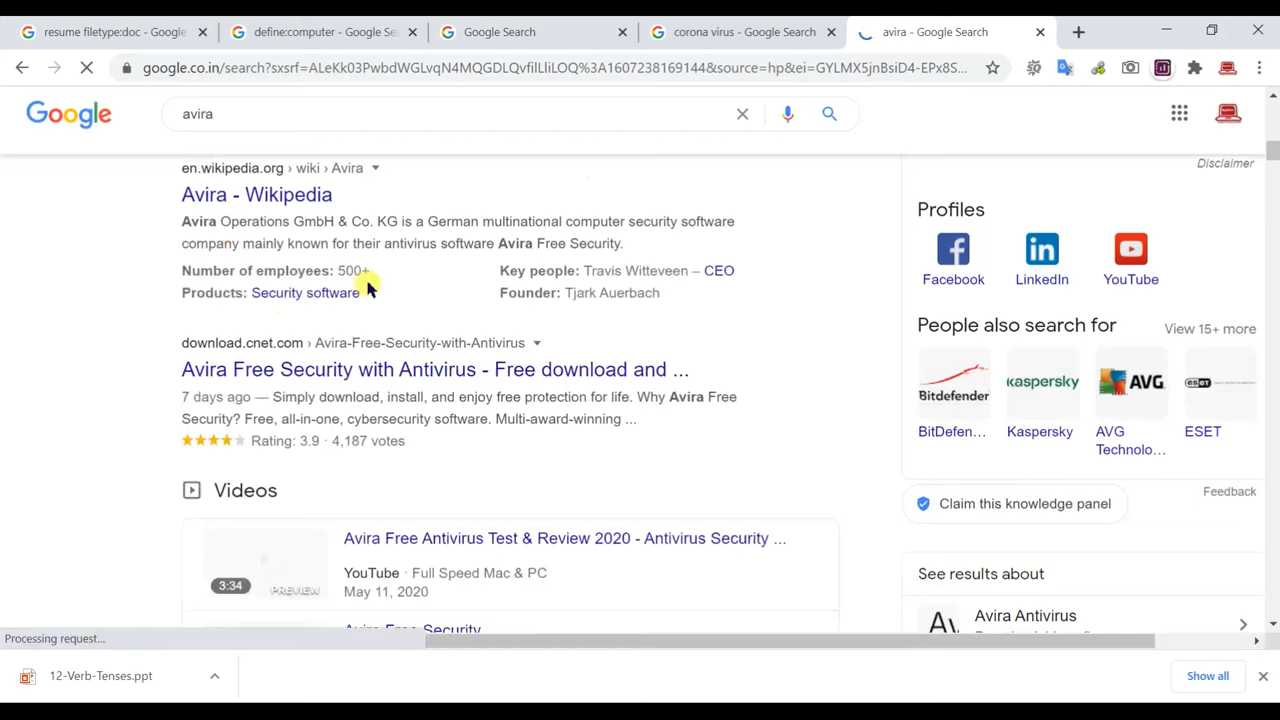 resume filetype:doc - Google
define:computer - Google Se
Google Search
corona virus - Google Search
avira - Google Search
google.co.in/search?sxsrf=ALeKk03PwbdWGLvqN4MQGDLQvfilLliLOQ%3A1607238169144&source=hp&ei=GYLMX5jnBsiD4-EPx8S...
Google
avira
en.wikipedia.org › wiki › Avira
Avira - Wikipedia
Avira Operations GmbH & Co. KG is a German multinational computer security software
company mainly known for their antivirus software Avira Free Security.
Number of employees: 500+
Key people: Travis Witteveen – CEO
Products: Security software
Founder: Tjark Auerbach
download.cnet.com › Avira-Free-Security-with-Antivirus
Avira Free Security with Antivirus - Free download and ...
7 days ago — Simply download, install, and enjoy free protection for life. Why Avira Free
Security? Free, all-in-one, cybersecurity software. Multi-award-winning ...
Rating: 3.9 · 4,187 votes
Videos
Avira Free Antivirus Test & Review 2020 - Antivirus Security ...
YouTube · Full Speed Mac & PC
May 11, 2020
3:34
PREVIEW
Avira Free Security
Disclaimer
Profiles
Facebook
LinkedIn
YouTube
People also search for
View 15+ more
Bitdefender
kaspersky
AVG
eset
BitDefen...
Kaspersky
AVG
Technolo...
ESET
Feedback
Claim this knowledge panel
See results about
Avira Antivirus
Processing request...
12-Verb-Tenses.ppt
Show all